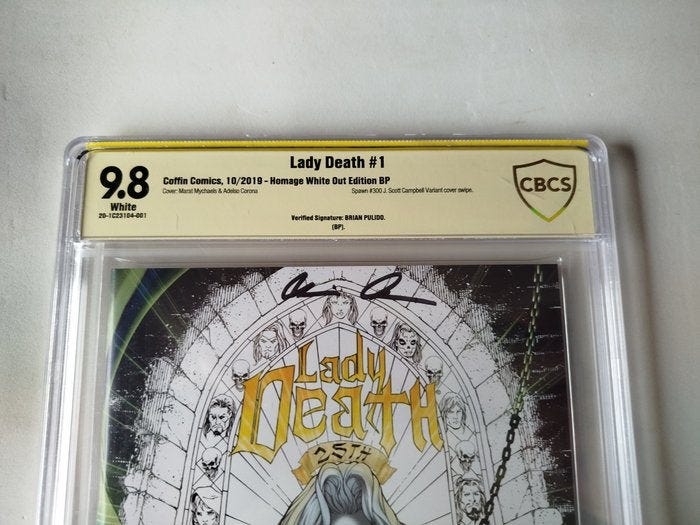 Lady Death #1
9.8
White
20-1C23104-001
Coffin Comics, 10/2019 - Homage White Out Edition BP
Cover: Marat Mychaels & Adelso Corona
Spawn #300 J. Scott Campbell Variant cover swipe.
Verified Signature: BRIAN PULIDO.
(BP).
CBCS
Lady
Death
25TH